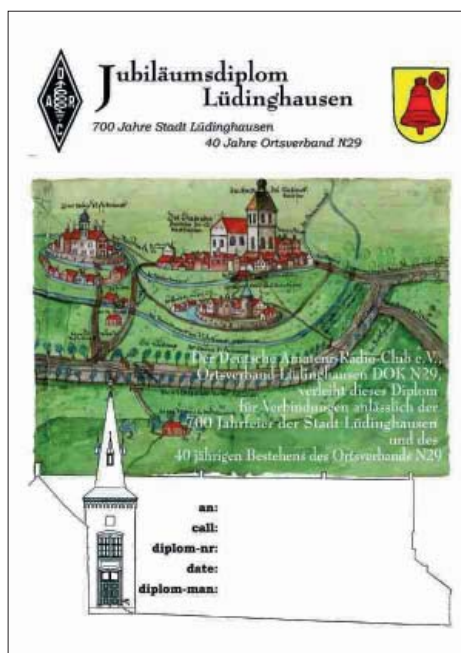 D
A R
C
Jubiläumsdiplom
Lüdinghausen
700 Jahre Stadt Lüdinghausen
40 Jahre Ortsverband N29
Der Deutsche Amateur-Radio-Club e.V.,
Ortsverband Lüdinghausen DOK N29,
verleiht dieses Diplom
für Verbindungen anlässlich der
700 Jahrfeier der Stadt Lüdinghausen
und des
40 jährigen Bestehens des Ortsverbands N29
an:
call:
diplom-nr:
date:
diplom-man: